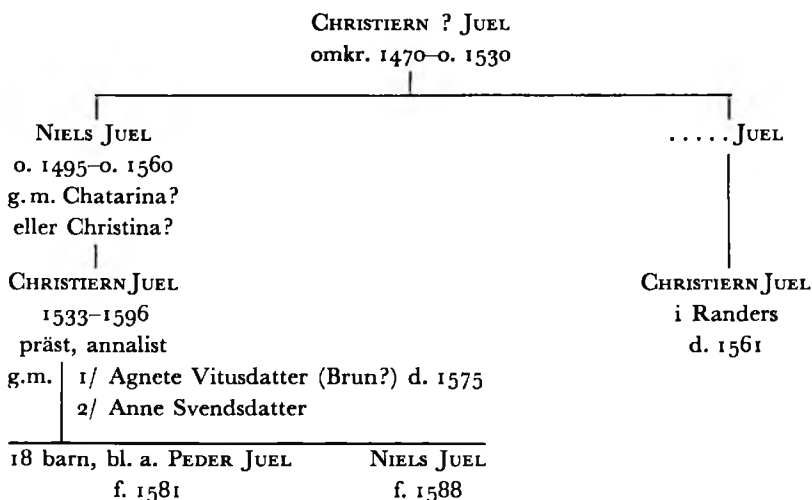 CHRISTIERN ? JUEL
omkr. 1470–o. 1530
NIELS JUEL
o. 1495–o. 1560
g. m. Chatarina?
eller Christina?
. . . . . JUEL
CHRISTIERN JUEL
1533–1596
präst, annalist
g.m. 1/ Agnete Vitusdatter (Brun?) d. 1575
2/ Anne Svendsdatter
CHRISTIERN JUEL
i Randers
d. 1561
18 barn, bl. a. PEDER JUEL
f. 1581
NIELS JUEL
f. 1588